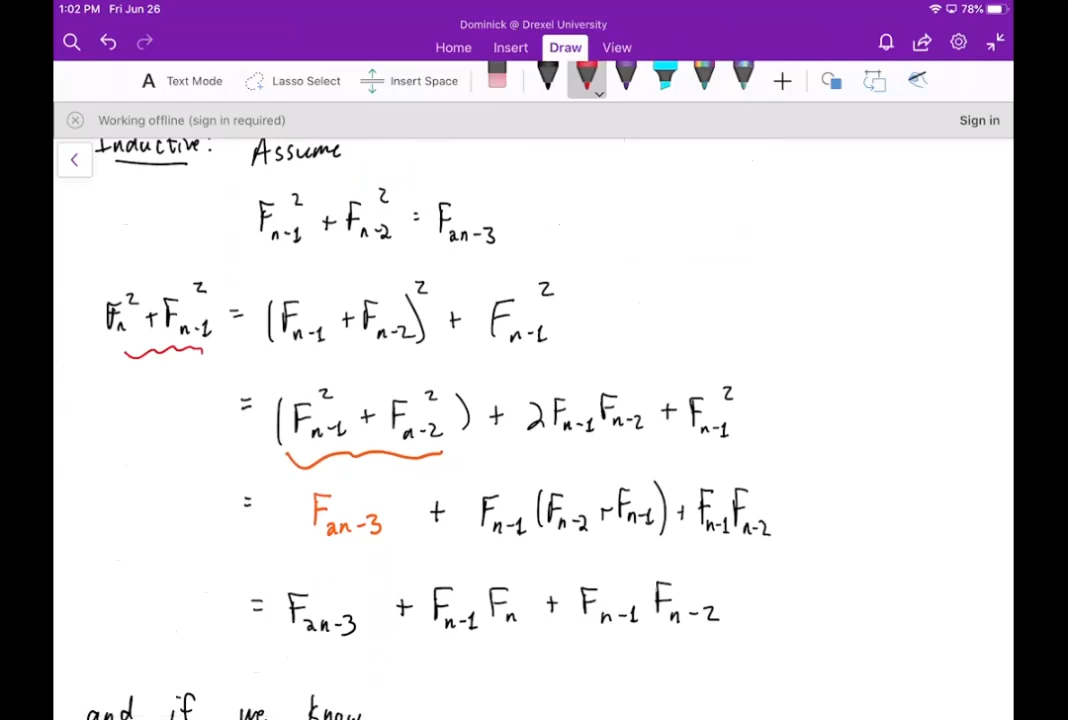 1:02 PM Fri Jun 26 78%
Dominick @ Drexel University
Home Insert Draw View
A Text Mode Lasso Select Insert Space
Working offline (sign in required) Sign in
Inductive: Assume
F_{n-1}^2 + F_{n-2}^2 = F_{2n-3}
F_n^2 + F_{n-1}^2 = (F_{n-1} + F_{n-2})^2 + F_{n-1}^2
= (F_{n-1}^2 + F_{n-2}^2) + 2F_{n-1}F_{n-2} + F_{n-1}^2
= F_{2n-3} + F_{n-1}(F_{n-2} + F_{n-1}) + F_{n-1}F_{n-2}
= F_{2n-3} + F_{n-1}F_n + F_{n-1}F_{n-2}
and if we know